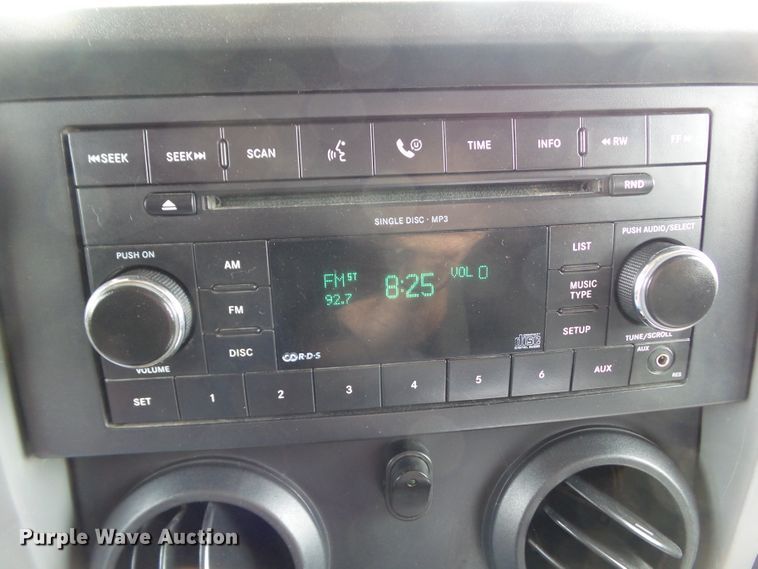 SEEK
SEEK
SCAN
TIME
INFO
RW
FF
RND
SINGLE DISC · MP3
PUSH ON
PUSH AUDIO/SELECT
AM
FM
DISC
FM ST
92.7
8:25
VOL 0
LIST
MUSIC
TYPE
SETUP
R·D·S
VOLUME
TUNE/SCROLL
SET
1
2
3
4
5
6
AUX
AUX
Purple Wave Auction